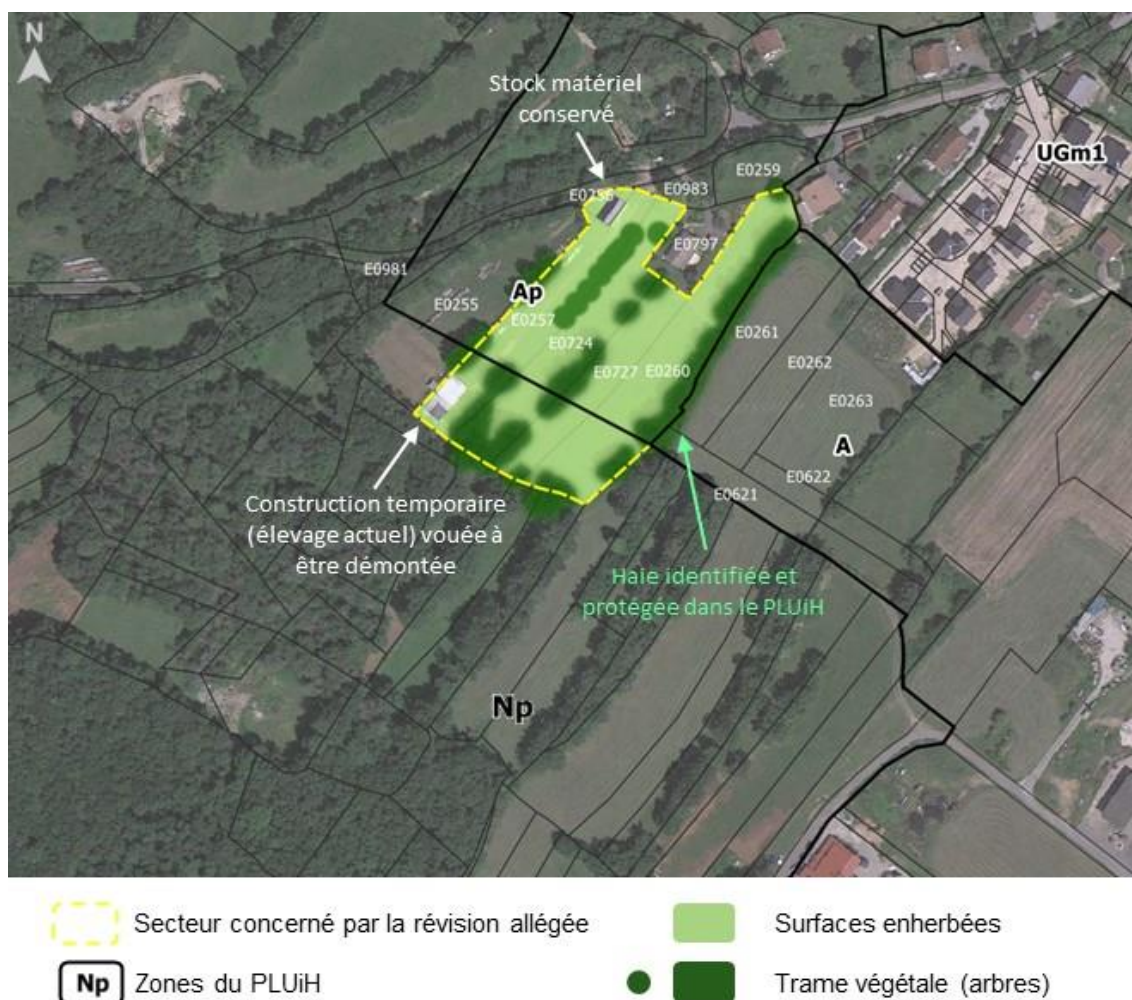 N
Stock matériel
conservé
UGm1
E0259
E0258
E0983
E0797
E0981
E0255
Ap
E0257
E0261
E0724
E0262
E0727
E0260
E0263
A
E0622
E0621
Construction temporaire
(élevage actuel) vouée à
être démontée
Haie identifiée et
protégée dans le PLUiH
Np
Secteur concerné par la révision allégée
Surfaces enherbées
Np
Zones du PLUiH
Trame végétale (arbres)